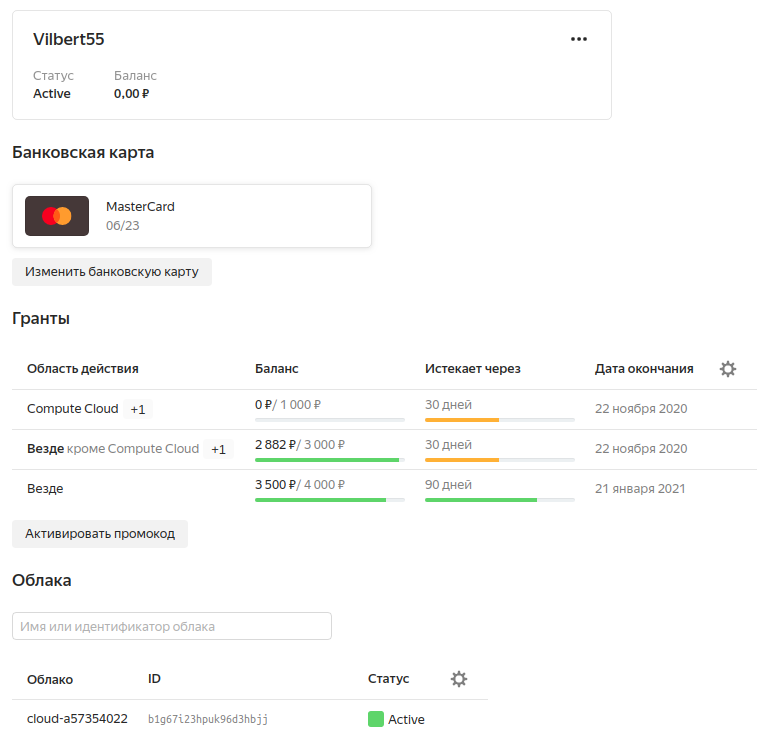 Vilbert55
Статус Баланс
Active 0,00 ₽
Банковская карта
MasterCard
06/23
Изменить банковскую карту
Гранты
Область действия Баланс Истекает через Дата окончания
Compute Cloud +1 0 ₽/ 1 000 ₽ 30 дней 22 ноября 2020
Везде кроме Compute Cloud +1 2 882 ₽/ 3 000 ₽ 30 дней 22 ноября 2020
Везде 3 500 ₽/ 4 000 ₽ 90 дней 21 января 2021
Активировать промокод
Облака
Имя или идентификатор облака
Облако ID Статус
cloud-a57354022 b1g67i23hpuk96d3hbjj Active